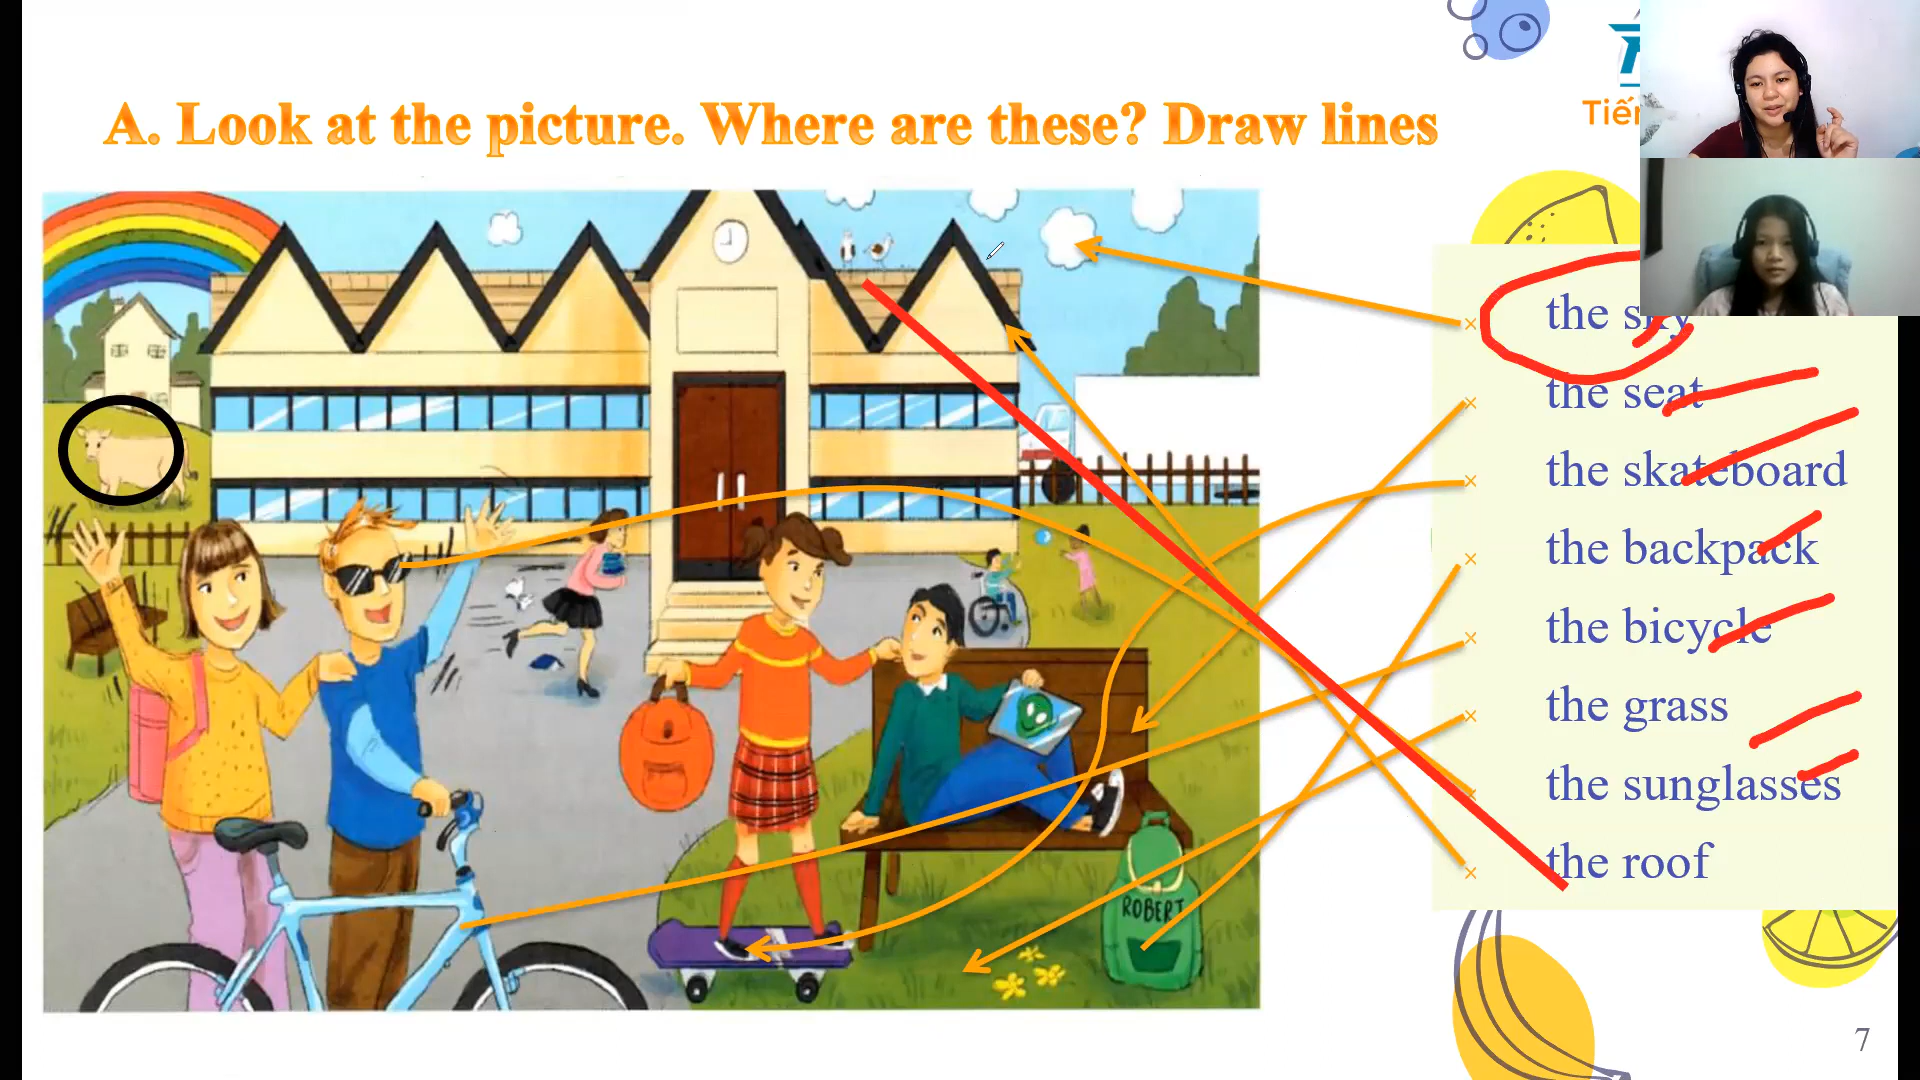 A. Look at the picture. Where are these? Draw lines
the sky
the seat
the skateboard
the backpack
the bicycle
the grass
the sunglasses
the roof
ROBERT
7